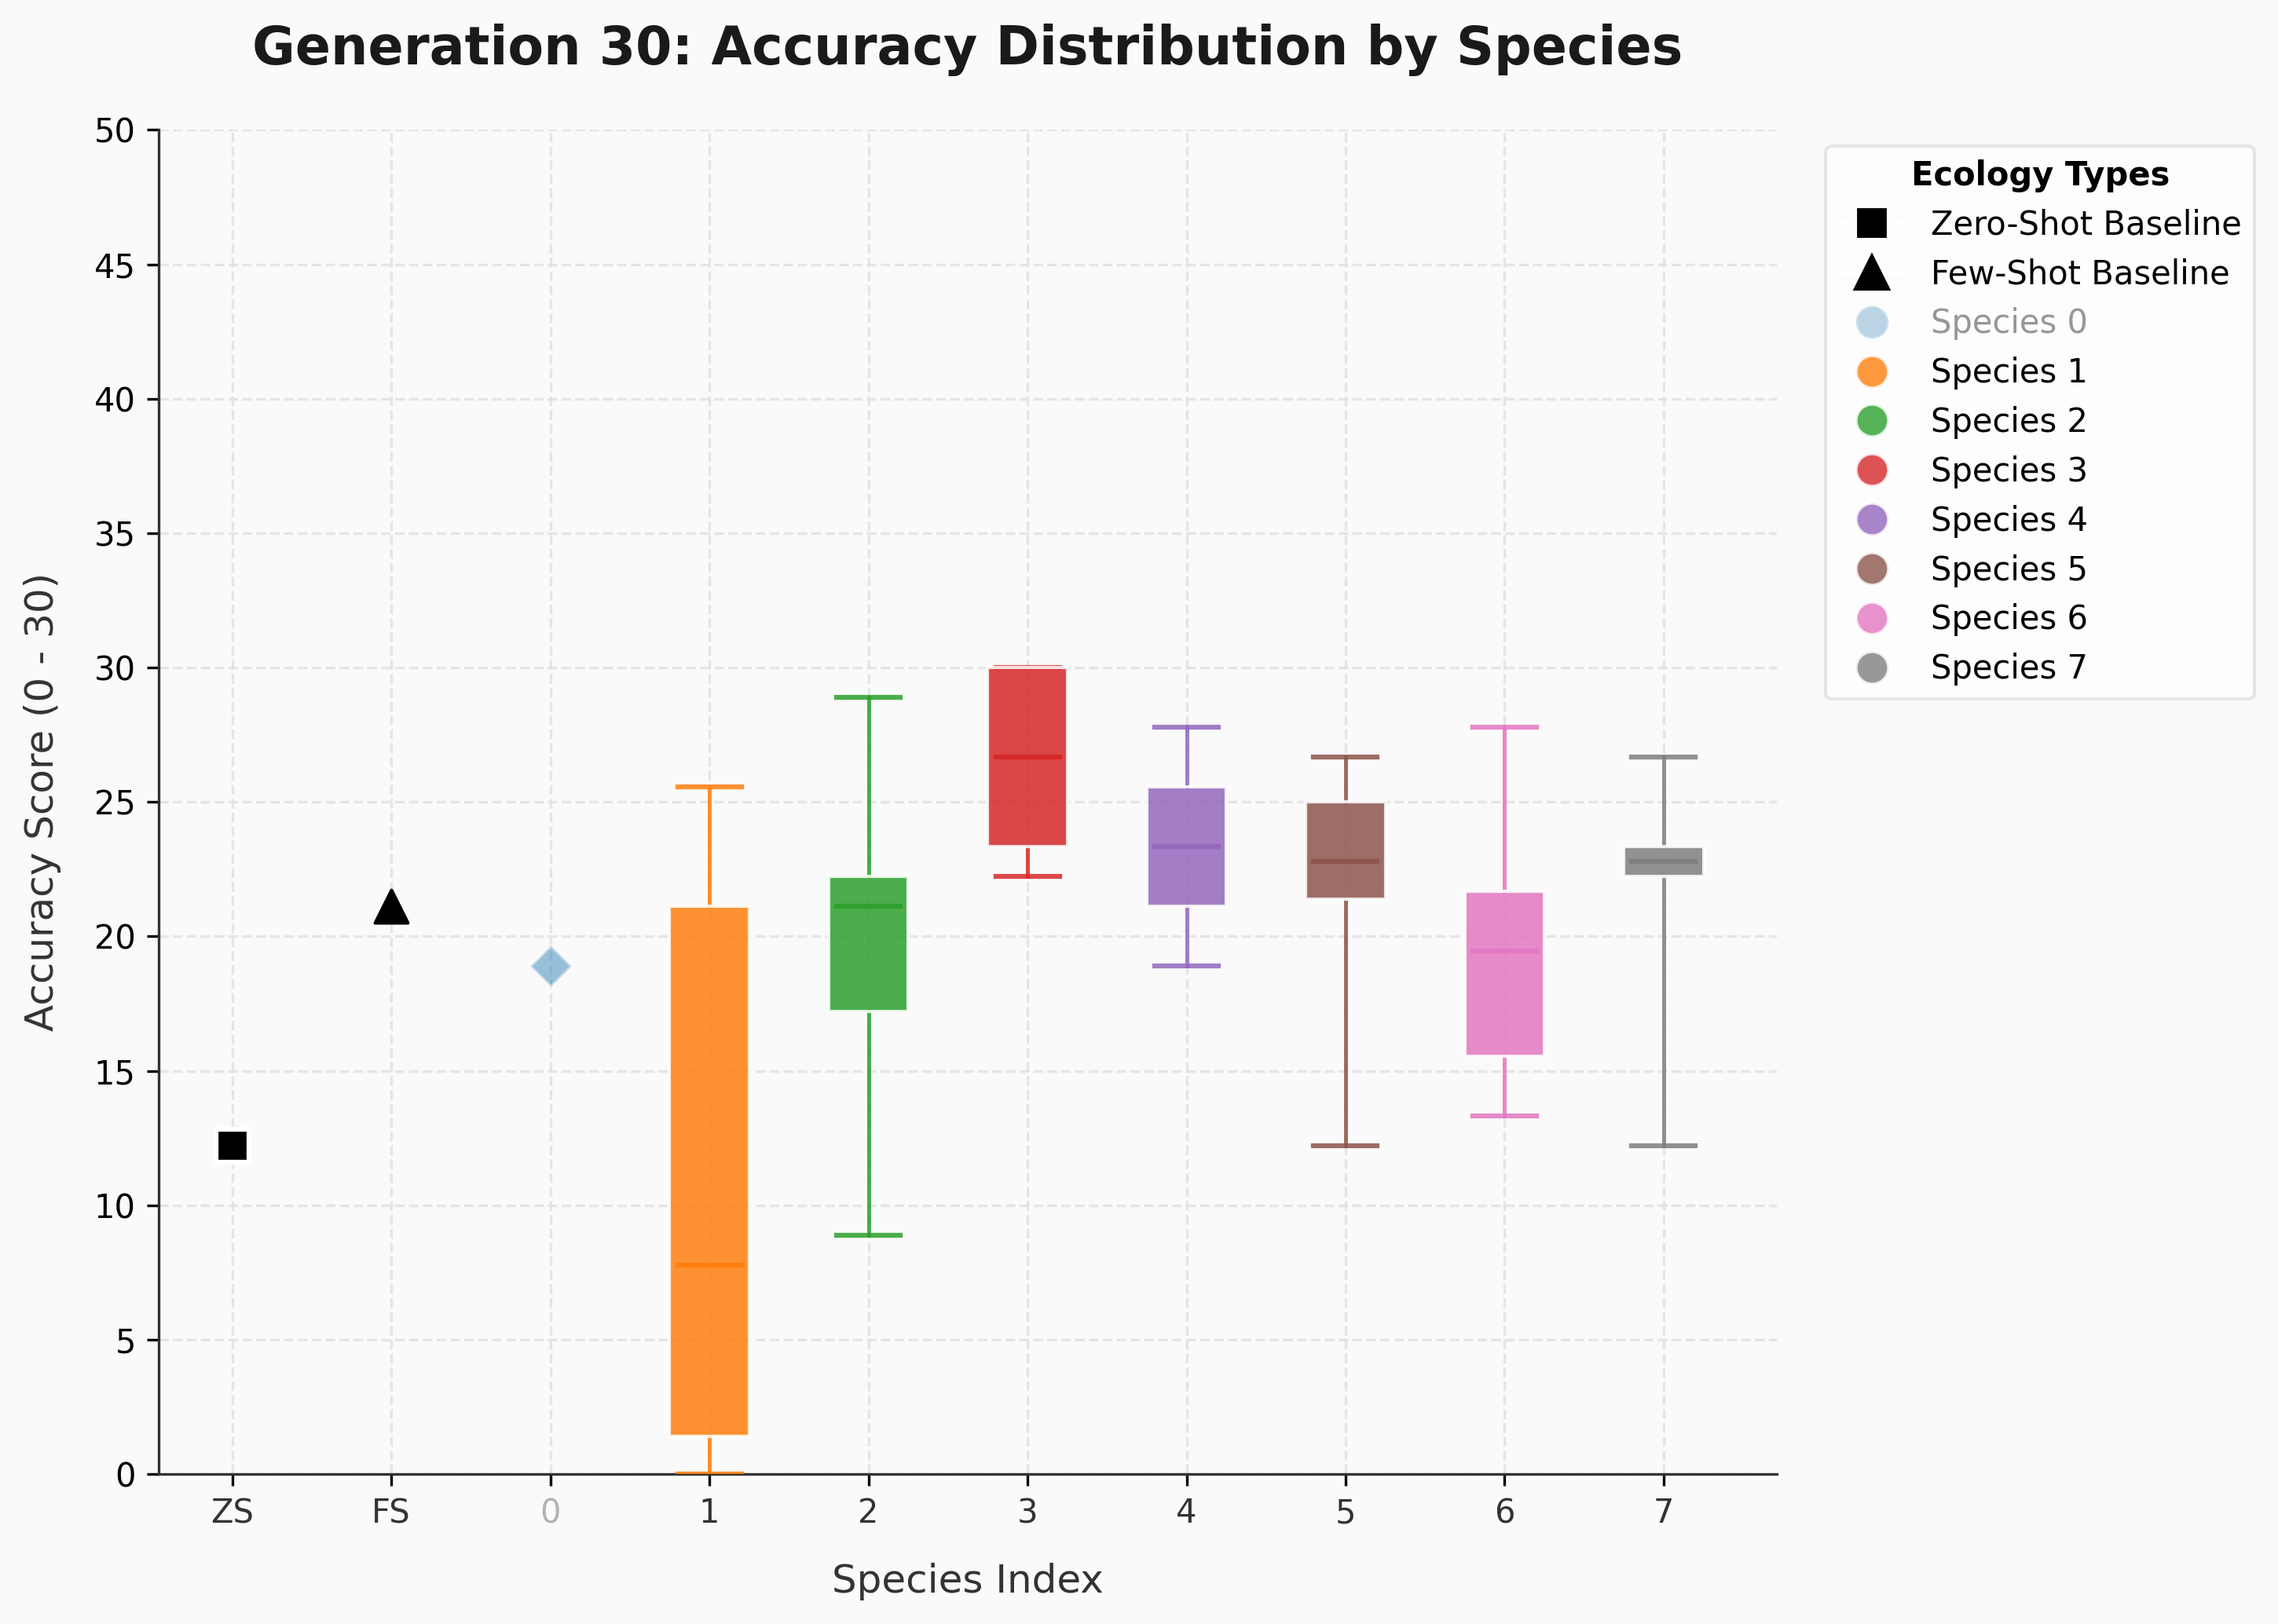 Generation 30: Accuracy Distribution by Species
50
45
40
35
30
25
20
15
10
5
0
Accuracy Score (0 - 30)
ZS
FS
0
1
2
3
4
5
6
7
Species Index
Ecology Types
Zero-Shot Baseline
Few-Shot Baseline
Species 0
Species 1
Species 2
Species 3
Species 4
Species 5
Species 6
Species 7